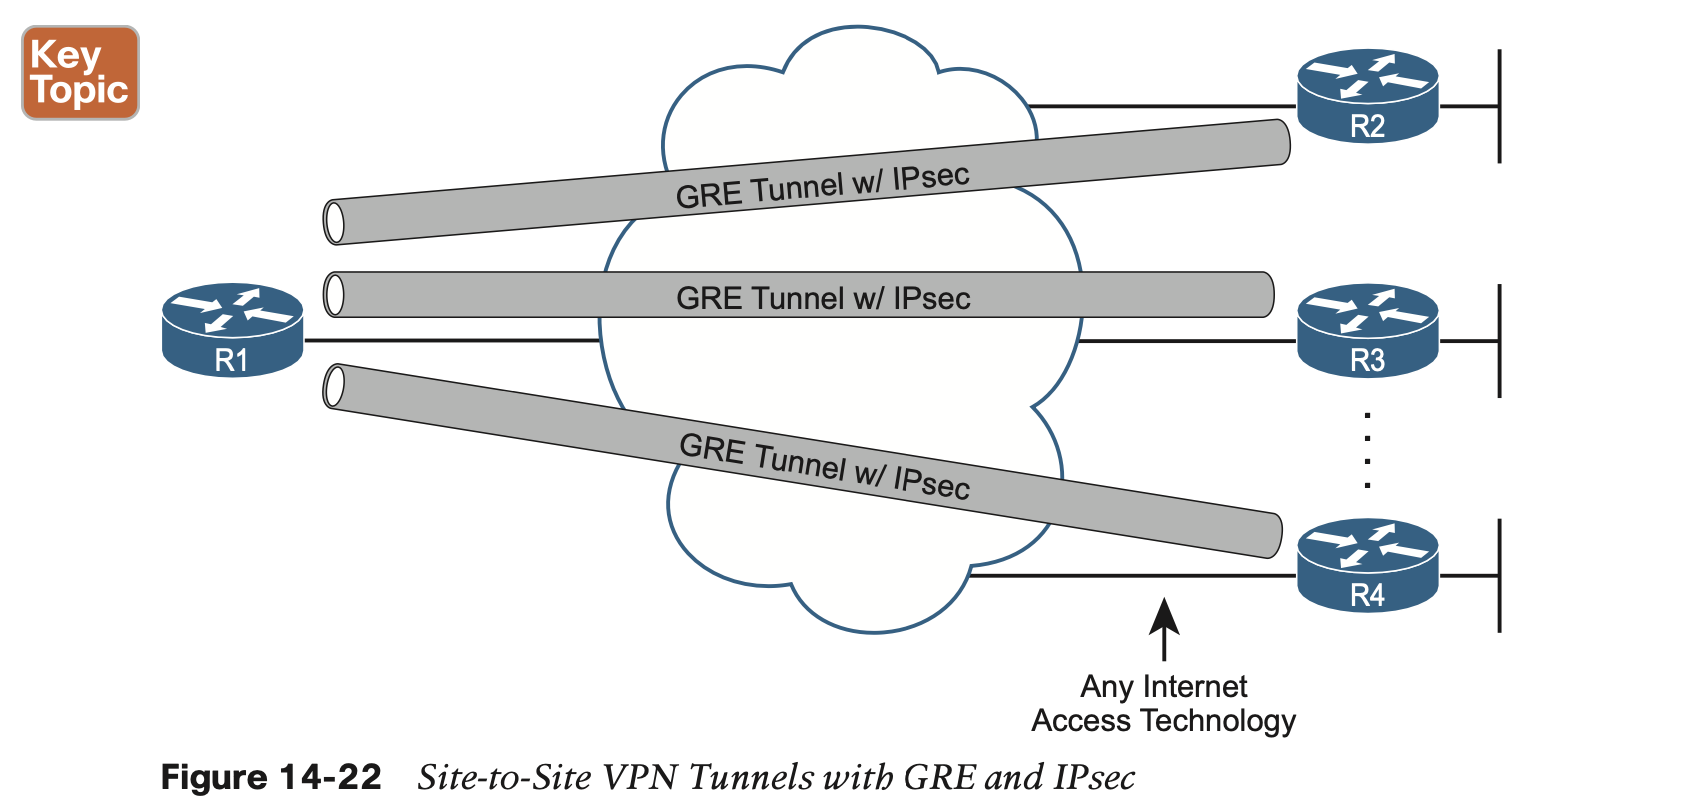 Key
Topic
R2
GRE Tunnel w/ IPsec
GRE Tunnel w/ IPsec
R1
R3
GRE Tunnel w/ IPsec
R4
Any Internet
Access Technology
Figure 14-22 Site-to-Site VPN Tunnels with GRE and IPsec